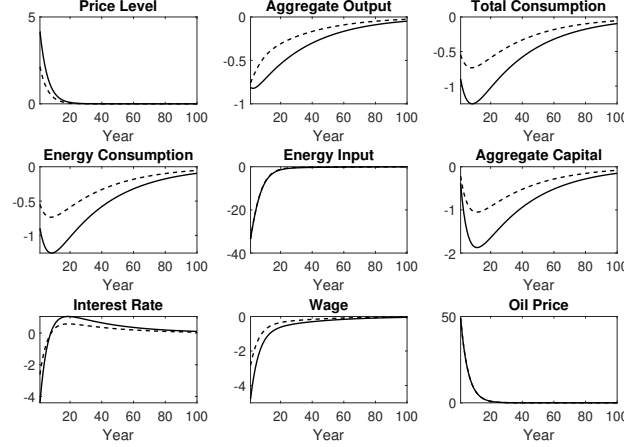 Price Level
Aggregate Output
Total Consumption
5
0
20 40 60 80 100
Year
0
-0.5
-1
20 40 60 80 100
Year
0
-0.5
-1
20 40 60 80 100
Year
Energy Consumption
Energy Input
Aggregate Capital
0
-0.5
-1
20 40 60 80 100
Year
0
-20
-40
20 40 60 80 100
Year
0
-1
-2
20 40 60 80 100
Year
Interest Rate
Wage
Oil Price
0
-2
-4
20 40 60 80 100
Year
0
-2
-4
20 40 60 80 100
Year
50
0
20 40 60 80 100
Year